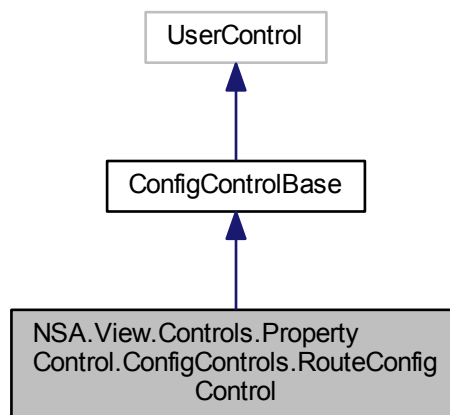 UserControl
ConfigControlBase
NSA.View.Controls.Property
Control.ConfigControls.RouteConfig
Control